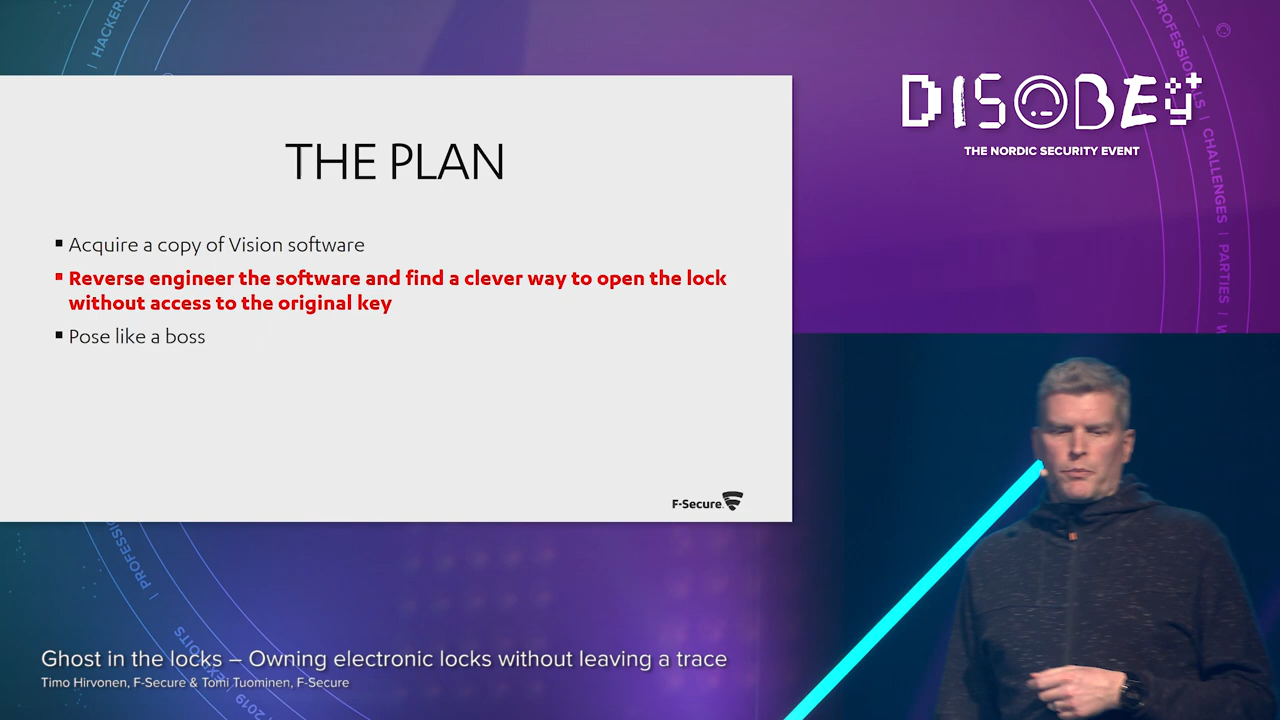 HACKERS
PROFESSIONALS | CHALLENGES | PARTIES /
DISOBEY
THE NORDIC SECURITY EVENT
THE PLAN
Acquire a copy of Vision software
Reverse engineer the software and find a clever way to open the lock
without access to the original key
Pose like a boss
F-Secure.
Ghost in the locks – Owning electronic locks without leaving a trace
Timo Hirvonen, F-Secure & Tomi Tuominen, F-Secure
2019